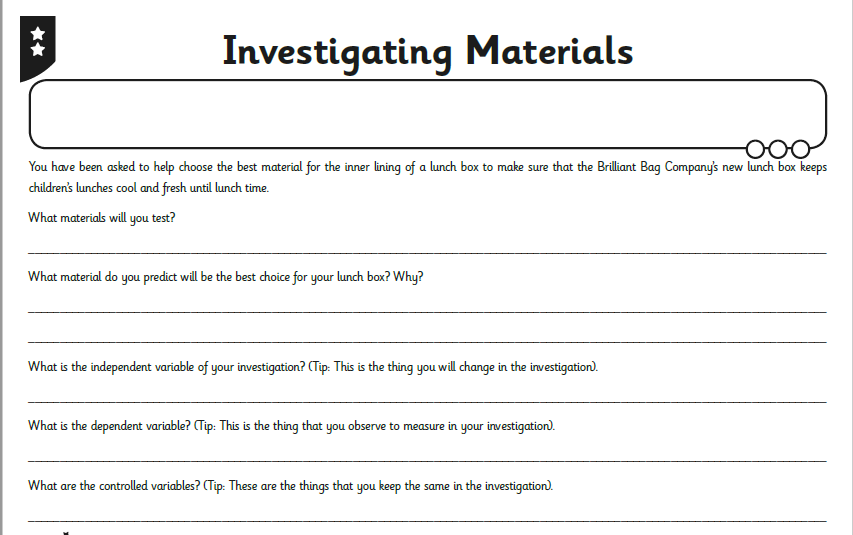 Investigating Materials
You have been asked to help choose the best material for the inner lining of a lunch box to make sure that the Brilliant Bag Company's new lunch box keeps
children's lunches cool and fresh until lunch time.
What materials will you test?
What material do you predict will be the best choice for your lunch box? Why?
What is the independent variable of your investigation? (Tip: This is the thing you will change in the investigation).
What is the dependent variable? (Tip: This is the thing that you observe to measure in your investigation).
What are the controlled variables? (Tip: These are the things that you keep the same in the investigation).